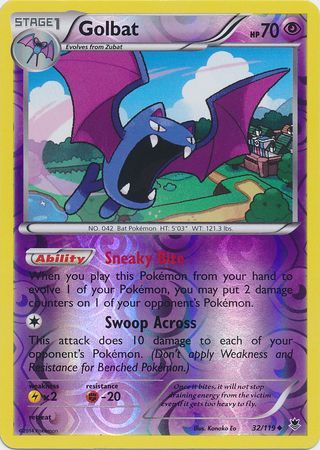 STAGE1 Golbat HP70
Evolves from Zubat
NO. 042 Bat Pokémon HT: 5'03" WT: 121.3 lbs.
Ability Sneaky Bite
When you play this Pokémon from your hand to
evolve 1 of your Pokémon, you may put 2 damage
counters on 1 of your opponent's Pokémon.
Swoop Across
This attack does 10 damage to each of your
opponent's Pokémon. (Don't apply Weakness and
Resistance for Benched Pokémon.)
weakness resistance
×2 -20
retreat
Once it bites, it will not stop
draining energy from the victim
even if it gets too heavy to fly.
©2014 Pokémon Illus. Kanako Eo 32/119